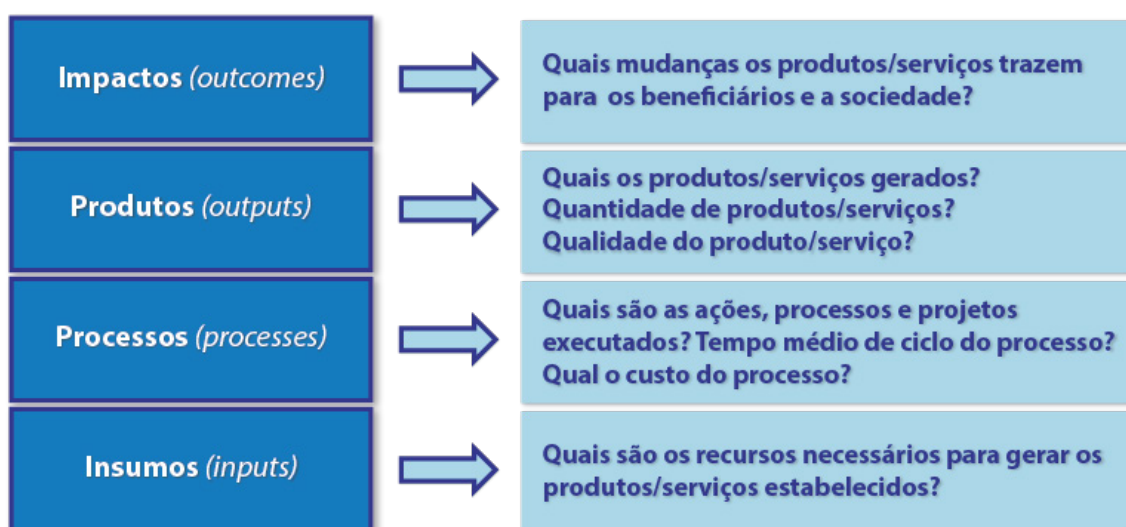 Impactos (outcomes)
Quais mudanças os produtos/serviços trazem
para os beneficiários e a sociedade?
Produtos (outputs)
Quais os produtos/serviços gerados?
Quantidade de produtos/serviços?
Qualidade do produto/serviço?
Processos (processes)
Quais são as ações, processos e projetos
executados? Tempo médio de ciclo do processo?
Qual o custo do processo?
Insumos (inputs)
Quais são os recursos necessários para gerar os
produtos/serviços estabelecidos?